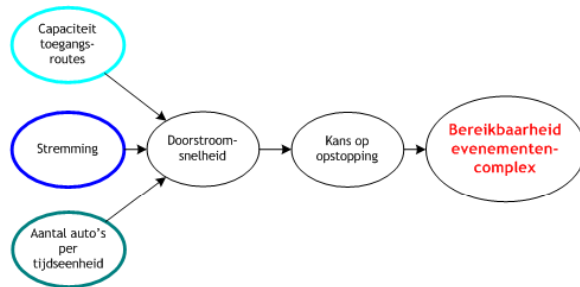 Capaciteit
toegangs-
routes
Stremming
Doorstroom-
snelheid
Kans op
opstopping
Bereikbaarheid
evenementen-
complex
Aantal auto's
per
tijdseenheid